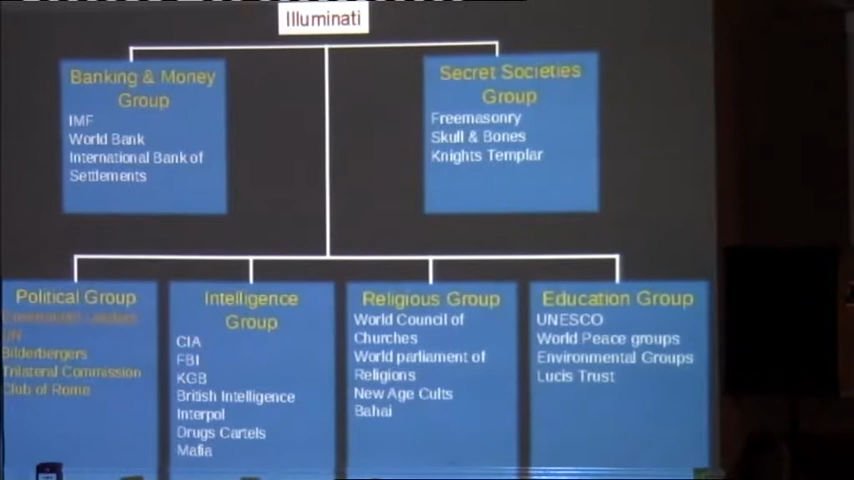 Illuminati
Banking & Money
Group
IMF
World Bank
International Bank of
Settlements
Secret Societies
Group
Freemasonry
Skull & Bones
Knights Templar
Political Group
UN
Bilderbergers
Trilateral Commission
Club of Rome
Intelligence
Group
CIA
FBI
KGB
British Intelligence
Interpol
Drugs Cartels
Mafia
Religious Group
World Council of
Churches
World parliament of
Religions
New Age Cults
Bahai
Education Group
UNESCO
World Peace groups
Environmental Groups
Lucis Trust